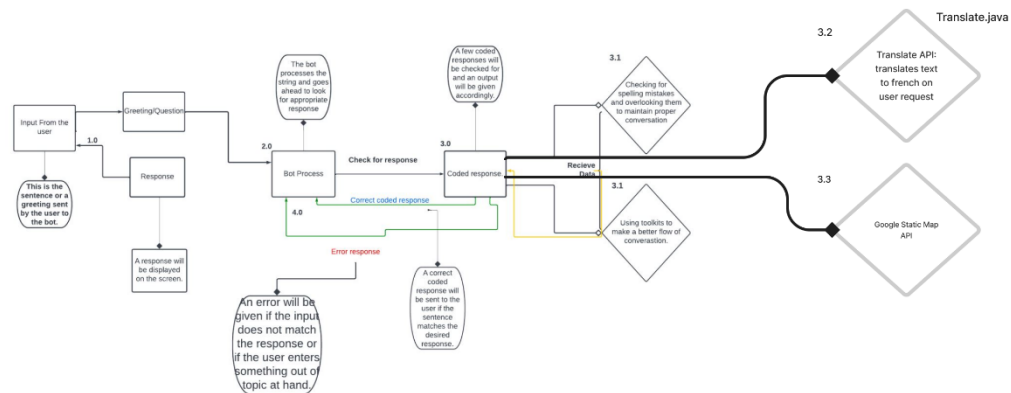 Translate.java
3.2
Translate API:
translates text
to french on
user request
A few coded
responses will
be checked for
and an output
will be given
accordingly.
3.1
Checking for
spelling mistakes
and overlooking them
to maintain proper
conversation
The bot
processes the
string and goes
ahead to look
for appropriate
response
Input From the
user
Greeting/Question
1.0
2.0
Bot Process
Check for response
3.0
Coded response.
Recieve
Data
Response
This is the
sentence or a
greeting sent
by the user to
the bot.
4.0
Correct coded response
3.1
Using toolkits to
make a better flow of
converastion.
3.3
Google Static Map
API
A response will
be displayed
on the screen.
Error response
An error will be
given if the input
does not match
the response or
if the user enters
something out of
topic at hand.
A correct
coded
response will
be sent to the
user if the
sentence
matches the
desired
response.